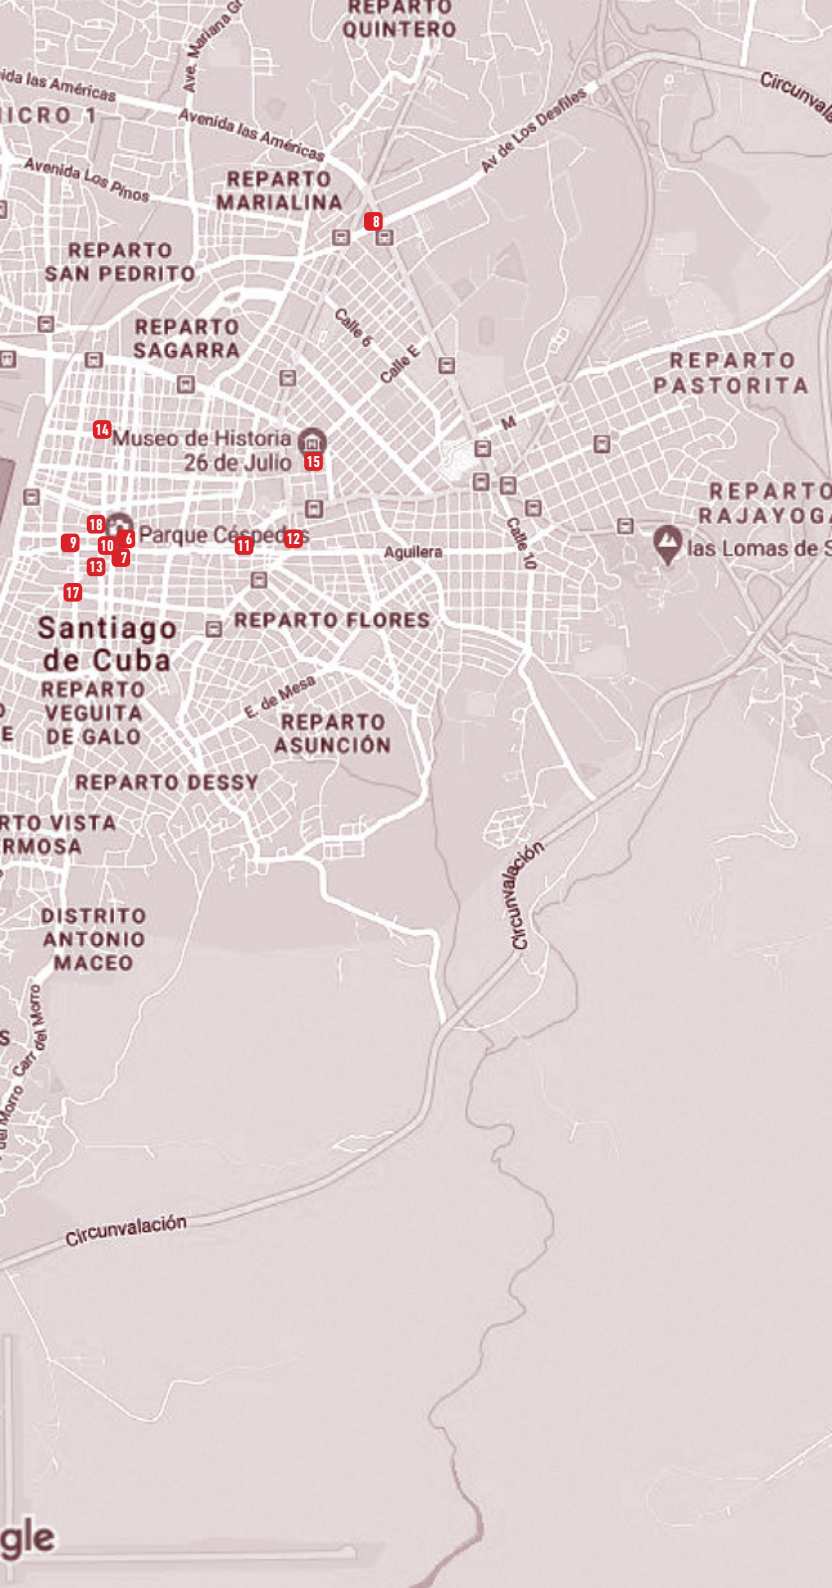 REPARTO
QUINTERO
Ave. Mariana Gr
ida las Américas
Circunvala
MICRO 1
Avenida las Américas
Av de Los Desfiles
Avenida Los Pinos
REPARTO
MARIALINA
8
REPARTO
SAN PEDRITO
Calle 6
REPARTO
SAGARRA
Calle E
REPARTO
PASTORITA
M
14
Museo de Historia
26 de Julio
15
REPARTO
RAJAYOGA
18
Parque Céspedes
Calle 10
9
10
6
7
11
12
Aguilera
las Lomas de S
13
17
REPARTO FLORES
Santiago
de Cuba
REPARTO
VEGUITA
DE GALO
O
E
E. de Mesa
REPARTO
ASUNCIÓN
REPARTO DESSY
RTO VISTA
RMOSA
Circunvalación
DISTRITO
ANTONIO
MACEO
Carr del Morro
S
del Morro
Circunvalación
gle